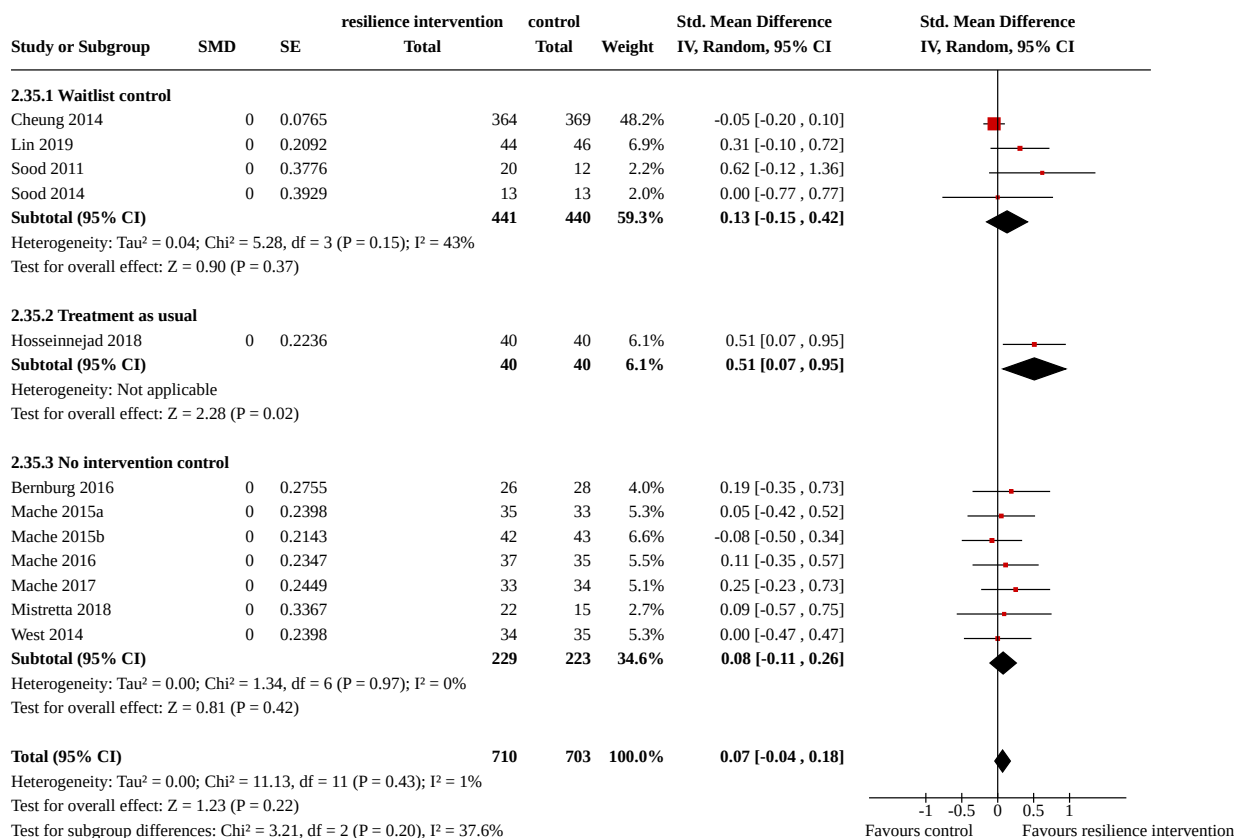 resilience intervention control Std. Mean Difference Std. Mean Difference
Study or Subgroup SMD SE Total Total Weight IV, Random, 95% CI IV, Random, 95% CI
2.35.1 Waitlist control
Cheung 2014 0 0.0765 364 369 48.2% -0.05 [-0.20 , 0.10]
Lin 2019 0 0.2092 44 46 6.9% 0.31 [-0.10 , 0.72]
Sood 2011 0 0.3776 20 12 2.2% 0.62 [-0.12 , 1.36]
Sood 2014 0 0.3929 13 13 2.0% 0.00 [-0.77 , 0.77]
Subtotal (95% CI) 441 440 59.3% 0.13 [-0.15 , 0.42]
Heterogeneity: Tau² = 0.04; Chi² = 5.28, df = 3 (P = 0.15); I² = 43%
Test for overall effect: Z = 0.90 (P = 0.37)
2.35.2 Treatment as usual
Hosseinnejad 2018 0 0.2236 40 40 6.1% 0.51 [0.07 , 0.95]
Subtotal (95% CI) 40 40 6.1% 0.51 [0.07 , 0.95]
Heterogeneity: Not applicable
Test for overall effect: Z = 2.28 (P = 0.02)
2.35.3 No intervention control
Bernburg 2016 0 0.2755 26 28 4.0% 0.19 [-0.35 , 0.73]
Mache 2015a 0 0.2398 35 33 5.3% 0.05 [-0.42 , 0.52]
Mache 2015b 0 0.2143 42 43 6.6% -0.08 [-0.50 , 0.34]
Mache 2016 0 0.2347 37 35 5.5% 0.11 [-0.35 , 0.57]
Mache 2017 0 0.2449 33 34 5.1% 0.25 [-0.23 , 0.73]
Mistretta 2018 0 0.3367 22 15 2.7% 0.09 [-0.57 , 0.75]
West 2014 0 0.2398 34 35 5.3% 0.00 [-0.47 , 0.47]
Subtotal (95% CI) 229 223 34.6% 0.08 [-0.11 , 0.26]
Heterogeneity: Tau² = 0.00; Chi² = 1.34, df = 6 (P = 0.97); I² = 0%
Test for overall effect: Z = 0.81 (P = 0.42)
Total (95% CI) 710 703 100.0% 0.07 [-0.04 , 0.18]
Heterogeneity: Tau² = 0.00; Chi² = 11.13, df = 11 (P = 0.43); I² = 1%
Test for overall effect: Z = 1.23 (P = 0.22)
-1 -0.5 0 0.5 1
Test for subgroup differences: Chi² = 3.21, df = 2 (P = 0.20), I² = 37.6%
Favours control Favours resilience intervention